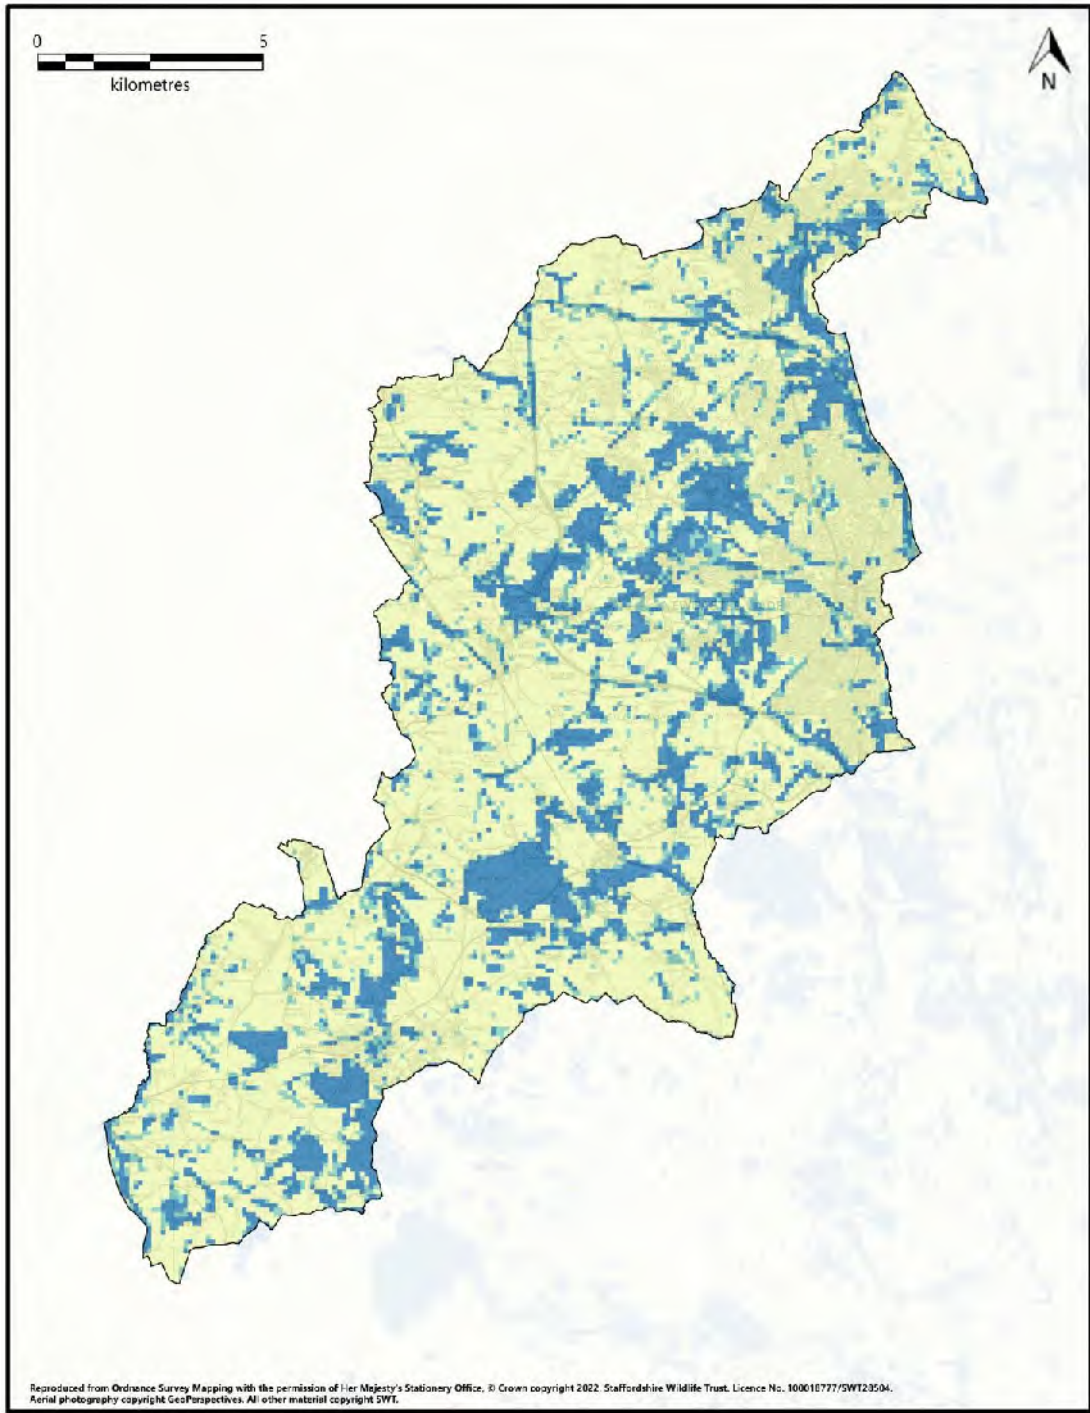 0 5
kilometres
N
Reproduced from Ordnance Survey Mapping with the permission of Her Majesty's Stationery Office, © Crown copyright 2022. Staffordshire Wildlife Trust. Licence No. 100018777/SWT28504.
Aerial photography copyright GeoPerspectives. All other material copyright SWT.